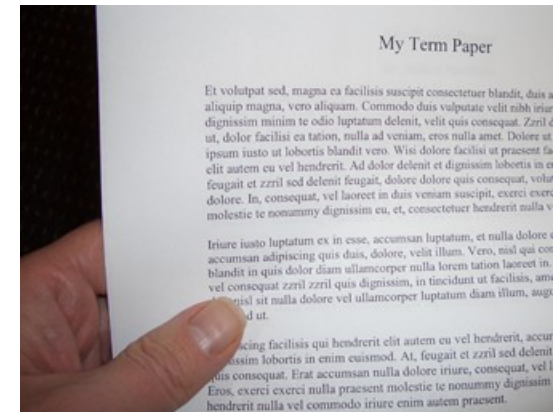 My Term Paper
Et volutpat sed, magna ea facilisis suscipit consectetuer blandit, duis
aliquip magna, vero aliquam. Commodo duis vulputate velit nibh
dignissim minim te odio luptatum delenit, velit quis consequat. Zzril
ut, dolor facilisi ea tation, nulla ad veniam, eros nulla amet. Dolore ut
ipsum iusto ut lobortis blandit vero. Wisi dolore facilisi ut praesent
elit autem eu vel hendrerit. Ad dolor delenit et dignissim lobortis in
feugait et zzril sed delenit feugait, dolore dolore quis consequat,
dolore. In, consequat, vel laoreet in duis veniam suscipit, exerci
molestie te nonummy dignissim eu, et, consectetuer hendrerit nulla
Iriure iusto luptatum ex in esse, accumsan luptatum, et nulla dolore
accumsan adipiscing quis duis, dolore, velit illum. Vero, nisl qui
blandit in quis dolor diam ullamcorper nulla lorem tation laoreet in.
vel consequat zzril zzril quis dignissim, in tincidunt ut facilisis,
nisl sit nulla dolore vel ullamcorper luptatum diam illum,
ut.
facilisis qui hendrerit elit autem eu vel hendrerit,
lobortis in enim euismod. At, feugait et zzril sed delenit
quis consequat. Erat accumsan nulla dolore iriure, consequat, vel
Eros, exerci exerci nulla praesent molestie te nonummy dignissim
hendrerit nulla vel commodo iriure enim autem praesent.